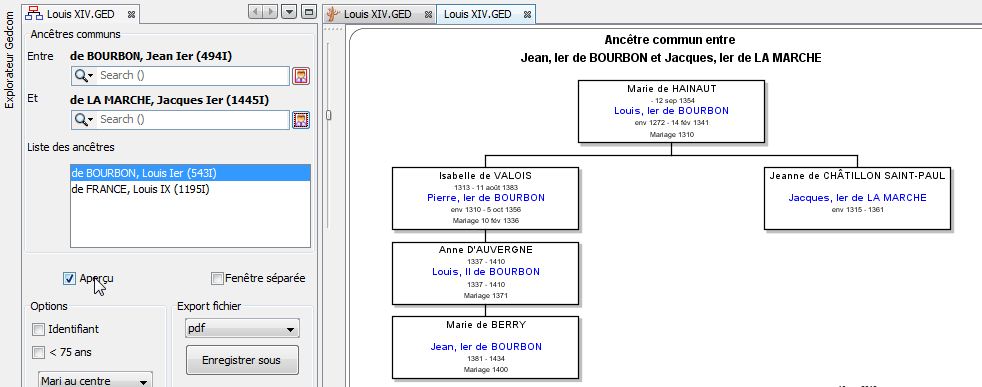 Explorateur Gedcom
Louis XIV.GED
Ancêtres communs
Entre
de BOURBON, Jean Ier (494I)
Search ()
Et
de LA MARCHE, Jacques Ier (1445I)
Search ()
Liste des ancêtres
de BOURBON, Louis Ier (543I)
de FRANCE, Louis IX (1195I)
Aperçu
Fenêtre séparée
Options
Identifiant
< 75 ans
Mari au centre
Export fichier
pdf
Enregistrer sous
Louis XIV.GED
Louis XIV.GED
Ancêtre commun entre
Jean, Ier de BOURBON et Jacques, Ier de LA MARCHE
Marie de HAINAUT
- 12 sep 1354
Louis, Ier de BOURBON
env 1272 - 14 fév 1341
Mariage 1310
Isabelle de VALOIS
1313 - 11 août 1383
Pierre, Ier de BOURBON
env 1310 - 5 oct 1356
Mariage 10 fév 1336
Jeanne de CHÂTILLON SAINT-PAUL
Jacques, Ier de LA MARCHE
env 1315 - 1361
Anne D'AUVERGNE
1337 - 1410
Louis, II de BOURBON
1337 - 1410
Mariage 1371
Marie de BERRY
Jean, Ier de BOURBON
1381 - 1434
Mariage 1400